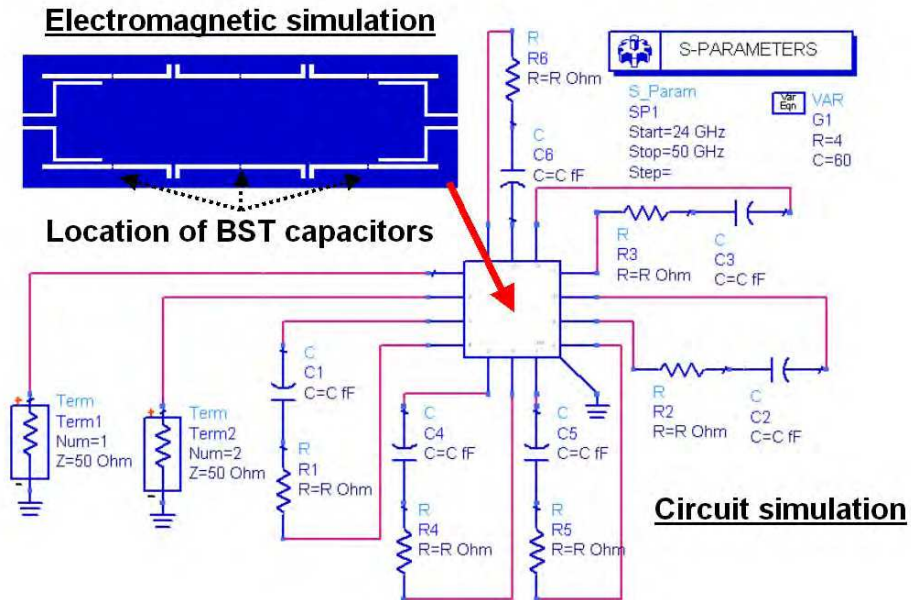 Electromagnetic simulation
Location of BST capacitors
R
R6
R=R Ohm
C
C6
C=C fF
S-PARAMETERS
S_Param
SP1
Start=24 GHz
Stop=50 GHz
Step=
Var
Eqn
VAR
G1
R=4
C=60
R
R3
R=R Ohm
C
C3
C=C fF
R
R2
R=R Ohm
C
C2
C=C fF
C
C1
C=C fF
R
R1
R=R Ohm
C
C4
C=C fF
R
R4
R=R Ohm
C
C5
C=C fF
R
R5
R=R Ohm
+
Term
Term1
Num=1
Z=50 Ohm
-
+
Term
Term2
Num=2
Z=50 Ohm
-
Circuit simulation